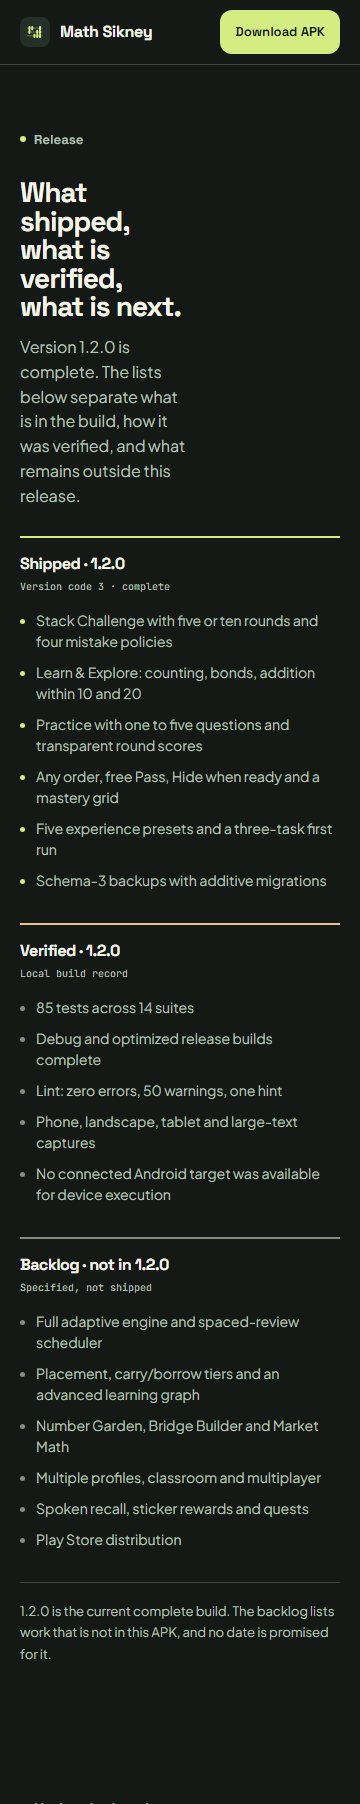 Math Sikney
Download APK
Release
What
shipped,
what is
verified,
what is next.
Version 1.2.0 is
complete. The lists
below separate what
is in the build, how it
was verified, and what
remains outside this
release.
Shipped · 1.2.0
Version code 3 · complete
Stack Challenge with five or ten rounds and
four mistake policies
Learn & Explore: counting, bonds, addition
within 10 and 20
Practice with one to five questions and
transparent round scores
Any order, free Pass, Hide when ready and a
mastery grid
Five experience presets and a three-task first
run
Schema-3 backups with additive migrations
Verified · 1.2.0
Local build record
85 tests across 14 suites
Debug and optimized release builds
complete
Lint: zero errors, 50 warnings, one hint
Phone, landscape, tablet and large-text
captures
No connected Android target was available
for device execution
Backlog · not in 1.2.0
Specified, not shipped
Full adaptive engine and spaced-review
scheduler
Placement, carry/borrow tiers and an
advanced learning graph
Number Garden, Bridge Builder and Market
Math
Multiple profiles, classroom and multiplayer
Spoken recall, sticker rewards and quests
Play Store distribution
1.2.0 is the current complete build. The backlog lists
work that is not in this APK, and no date is promised
for it.